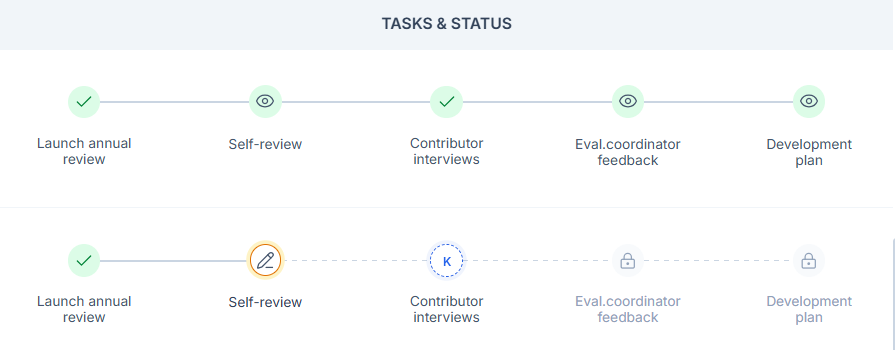 TASKS & STATUS
Launch annual
review
Self-review
Contributor
interviews
Eval.coordinator
feedback
Development
plan
K
Launch annual
review
Self-review
Contributor
interviews
Eval.coordinator
feedback
Development
plan